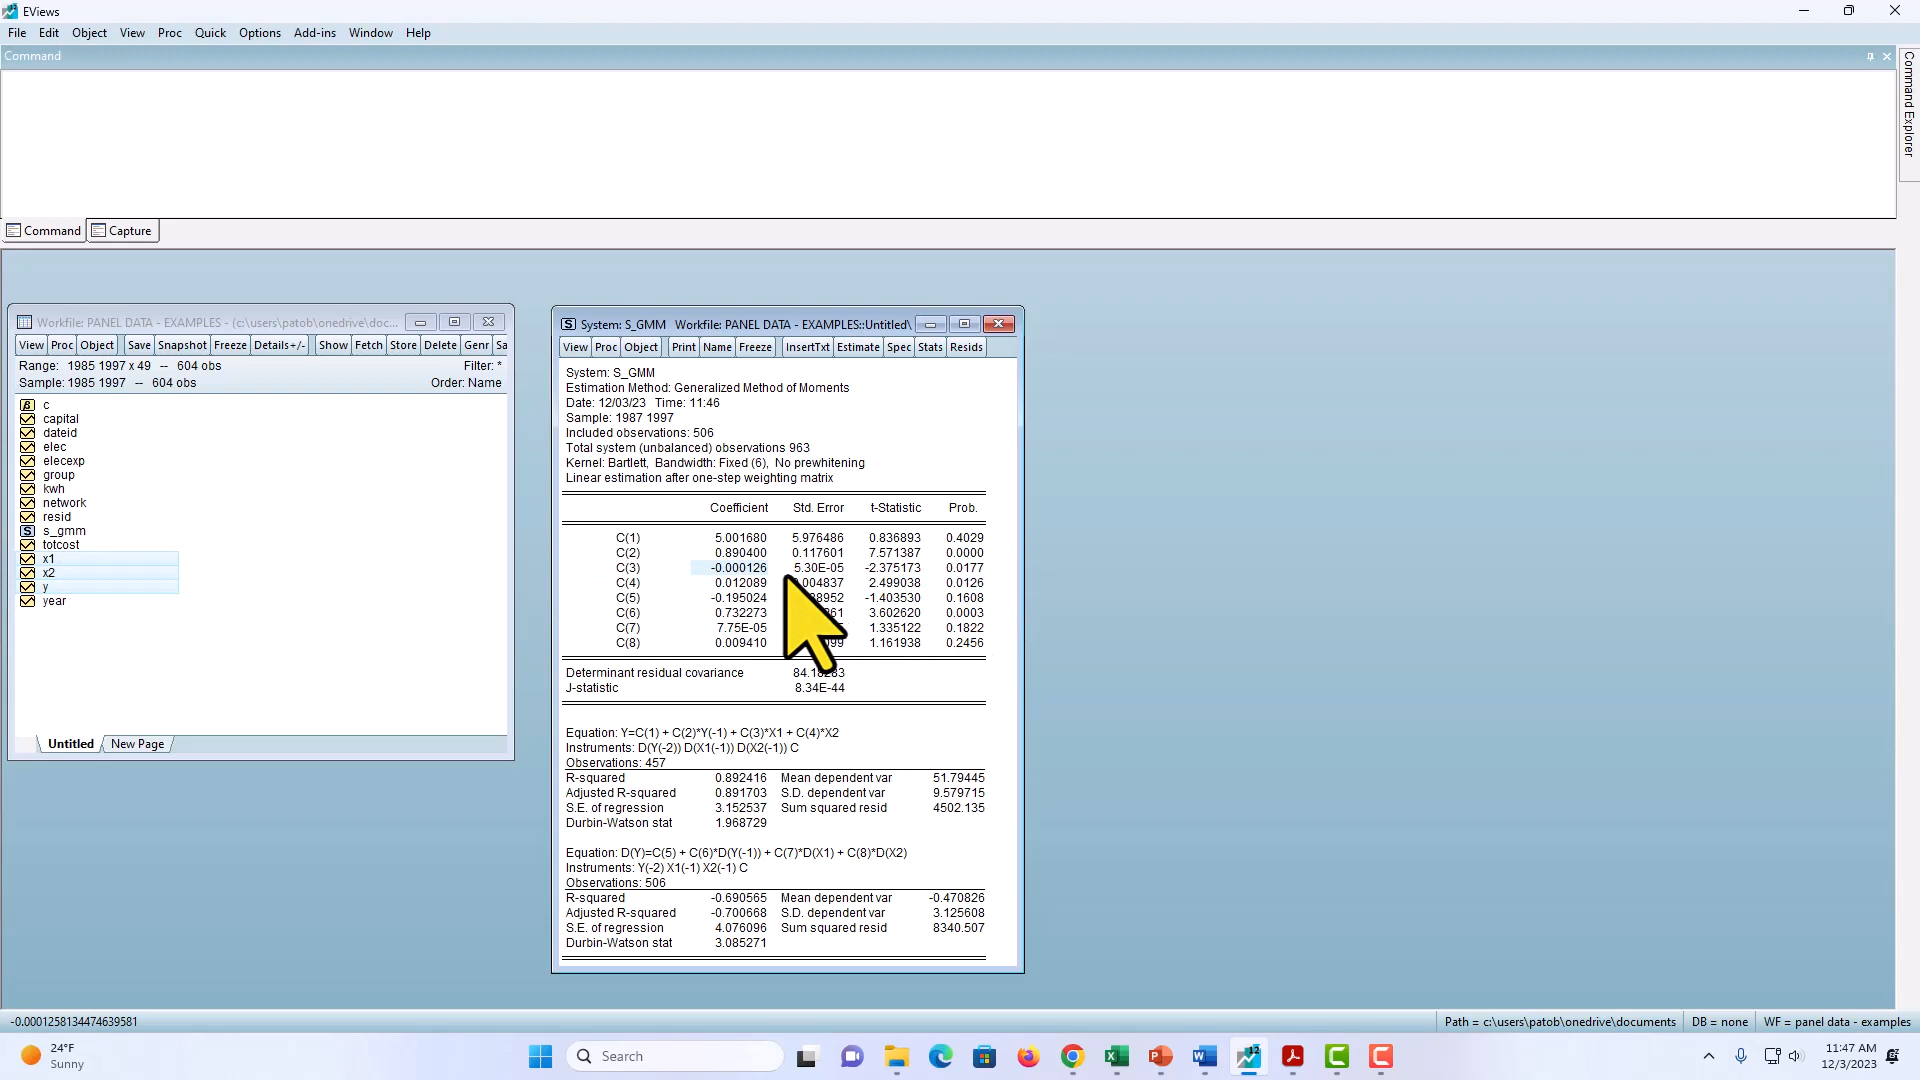 EViews
File Edit Object View Proc Quick Options Add-ins Window Help
Command
Command Explorer
Command Capture
Workfile: PANEL DATA - EXAMPLES - (c:\users\patob\onedrive\doc...
View Proc Object Save Snapshot Freeze Details+/- Show Fetch Store Delete Genr Sa
Range: 1985 1997 x 49 -- 604 obs Filter: *
Sample: 1985 1997 -- 604 obs Order: Name
c
capital
dateid
elec
elecexp
group
kwh
network
resid
s_gmm
totcost
x1
x2
y
year
Untitled New Page
System: S_GMM Workfile: PANEL DATA - EXAMPLES::Untitled\
View Proc Object Print Name Freeze InsertTxt Estimate Spec Stats Resids
System: S_GMM
Estimation Method: Generalized Method of Moments
Date: 12/03/23 Time: 11:46
Sample: 1987 1997
Included observations: 506
Total system (unbalanced) observations 963
Kernel: Bartlett, Bandwidth: Fixed (6), No prewhitening
Linear estimation after one-step weighting matrix
Coefficient Std. Error t-Statistic Prob.
C(1) 5.001680 5.976486 0.836893 0.4029
C(2) 0.890400 0.117601 7.571387 0.0000
C(3) -0.000126 5.30E-05 -2.375173 0.0177
C(4) 0.012089 004837 2.499038 0.0126
C(5) -0.195024 38952 -1.403530 0.1608
C(6) 0.732273 1.602620 0.0003
C(7) 7.75E-05 1.335122 0.1822
C(8) 0.009410 1.161938 0.2456
Determinant residual covariance
J-statistic 8.34E-44
Equation: Y=C(1) + C(2)*Y(-1) + C(3)*X1 + C(4)*X2
Instruments: D(Y(-2)) D(X1(-1)) D(X2(-1)) C
Observations: 457
R-squared 0.892416 Mean dependent var 51.79445
Adjusted R-squared 0.891703 S.D. dependent var 9.579715
S.E. of regression 3.152537 Sum squared resid 4502.135
Durbin-Watson stat 1.968729
Equation: D(Y)=C(5) + C(6)*D(Y(-1)) + C(7)*D(X1) + C(8)*D(X2)
Instruments: Y(-2) X1(-1) X2(-1) C
Observations: 506
R-squared -0.690565 Mean dependent var -0.470826
Adjusted R-squared -0.700668 S.D. dependent var 3.125608
S.E. of regression 4.076096 Sum squared resid 8340.507
Durbin-Watson stat 3.085271
-0.0001258134474639581
Path = c:\users\patob\onedrive\documents DB = none WF = panel data - examples
24°F
Sunny
Search
11:47 AM
12/3/2023